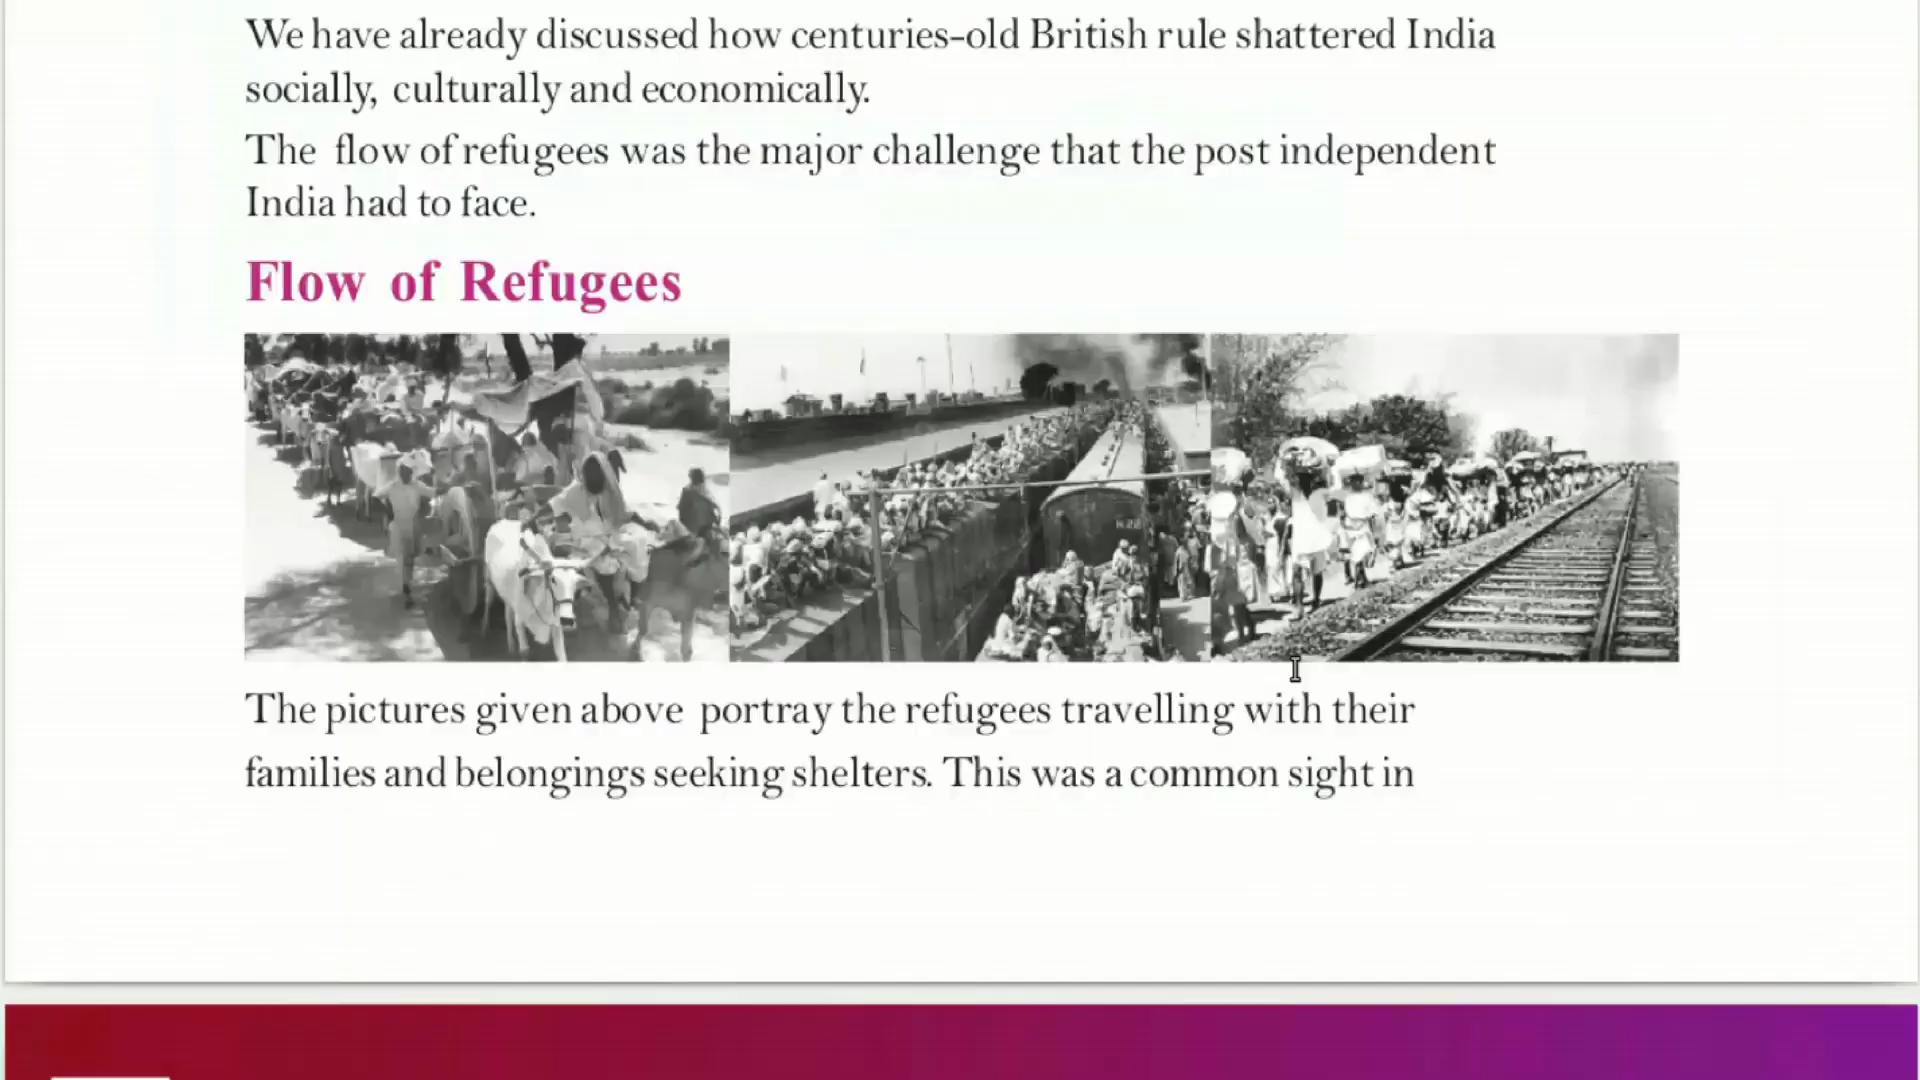 We have already discussed how centuries-old British rule shattered India
socially, culturally and economically.
The flow of refugees was the major challenge that the post independent
India had to face.
Flow of Refugees
The pictures given above portray the refugees travelling with their
families and belongings seeking shelters. This was a common sight in